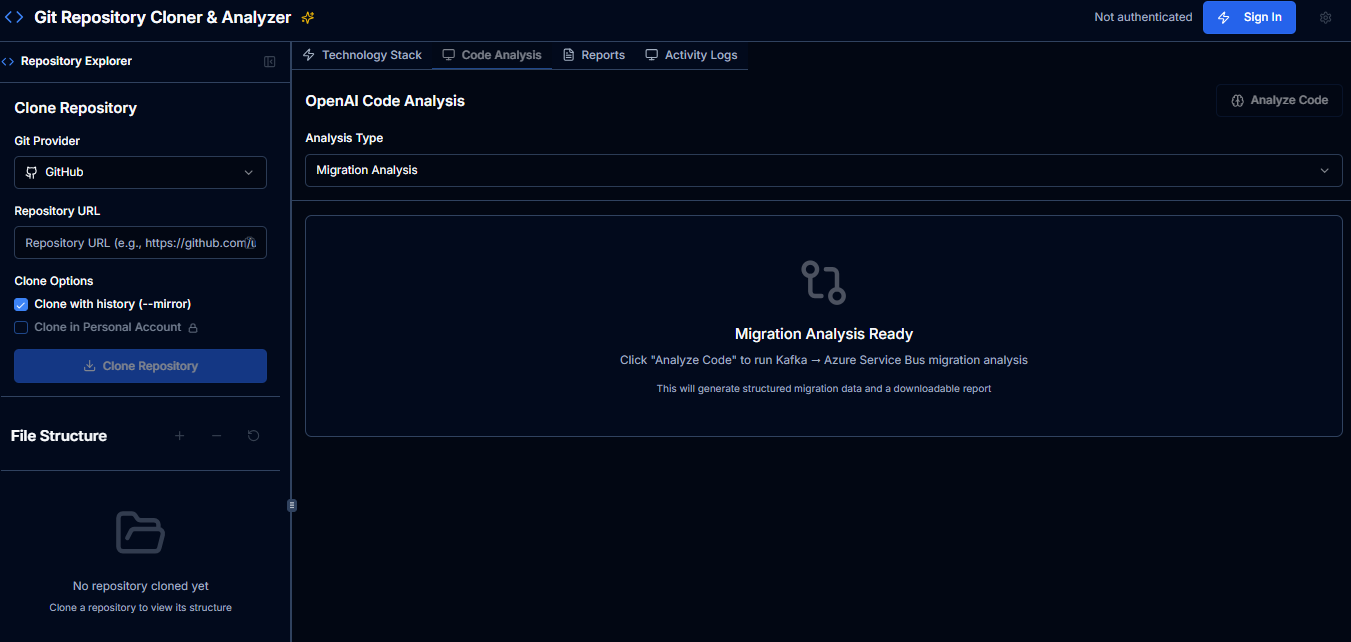 Git Repository Cloner & Analyzer
Not authenticated
Sign In
Repository Explorer
Technology Stack
Code Analysis
Reports
Activity Logs
Clone Repository
Git Provider
GitHub
Repository URL
Repository URL (e.g., https://github.com/u
Clone Options
Clone with history (--mirror)
Clone in Personal Account
Clone Repository
File Structure
No repository cloned yet
Clone a repository to view its structure
OpenAI Code Analysis
Analyze Code
Analysis Type
Migration Analysis
Migration Analysis Ready
Click "Analyze Code" to run Kafka → Azure Service Bus migration analysis
This will generate structured migration data and a downloadable report